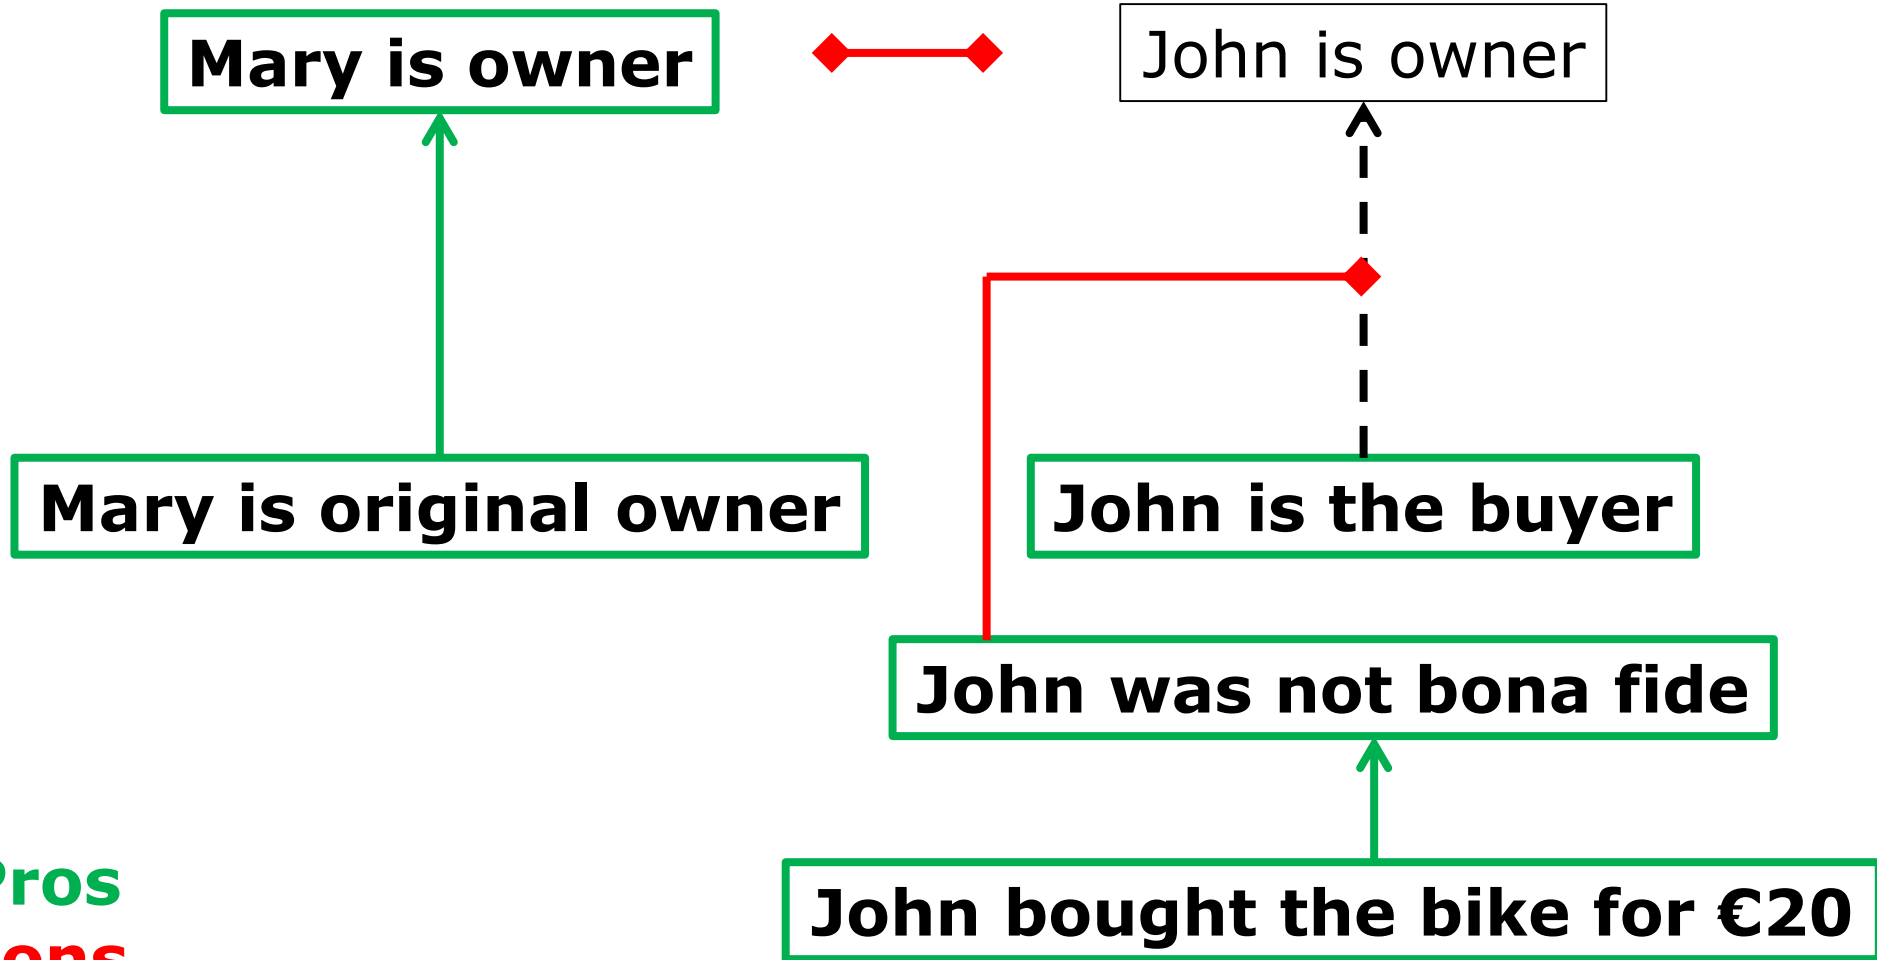 Mary is owner
John is owner
Mary is original owner
John is the buyer
John was not bona fide
John bought the bike for €20
Pros